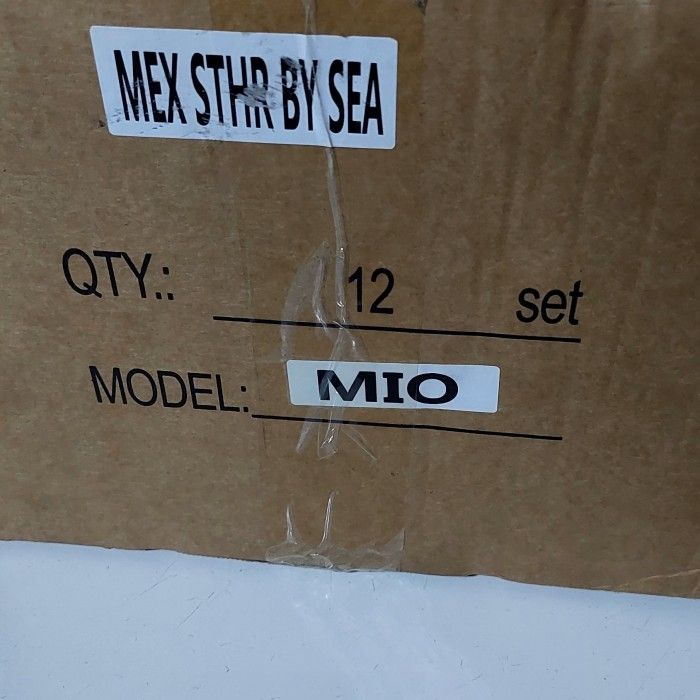 MEX STHR BY SEA
QTY.: 12 set
MODEL: MIO